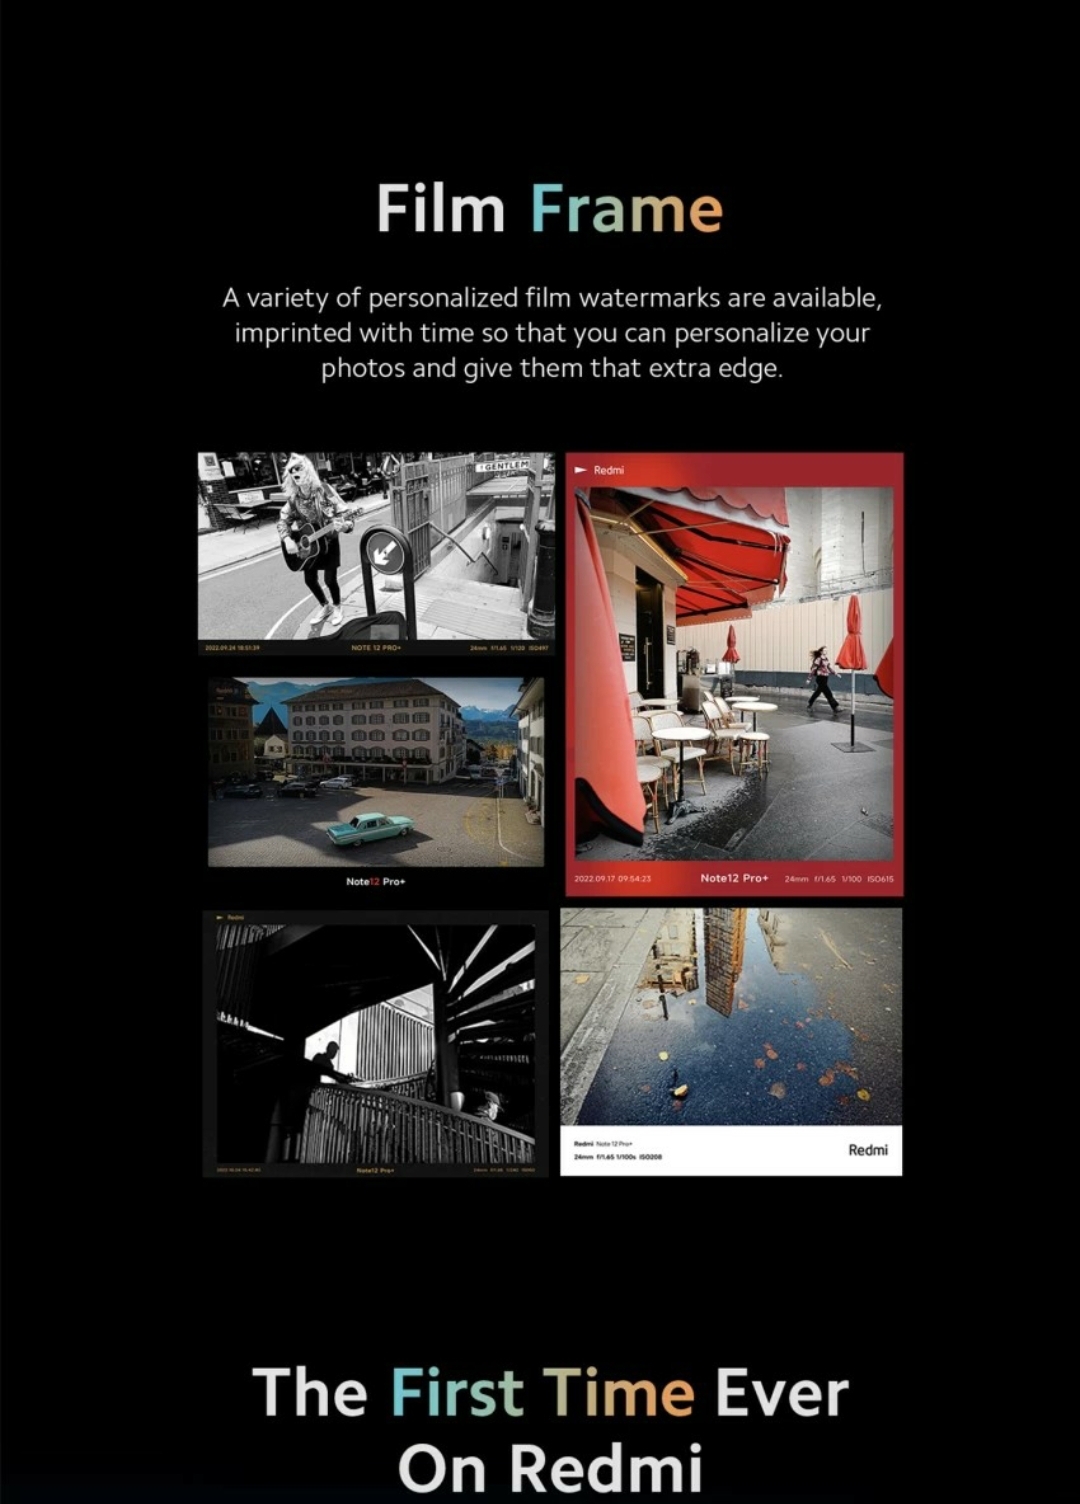 Film Frame
A variety of personalized film watermarks are available,
imprinted with time so that you can personalize your
photos and give them that extra edge.
GENTLEM
2022.09.24 18:51:39 NOTE 12 PRO+ 24mm f/1.65 1/120 ISO497
Redmi
2022.09.17 09:54:23 Note12 Pro+ 24mm f/1.65 1/100 ISO615
Note12 Pro+
Redmi
Note12 Pro+
Redmi Note 12 Pro+
24mm f/1.65 1/100s ISO208
Redmi
The First Time Ever
On Redmi